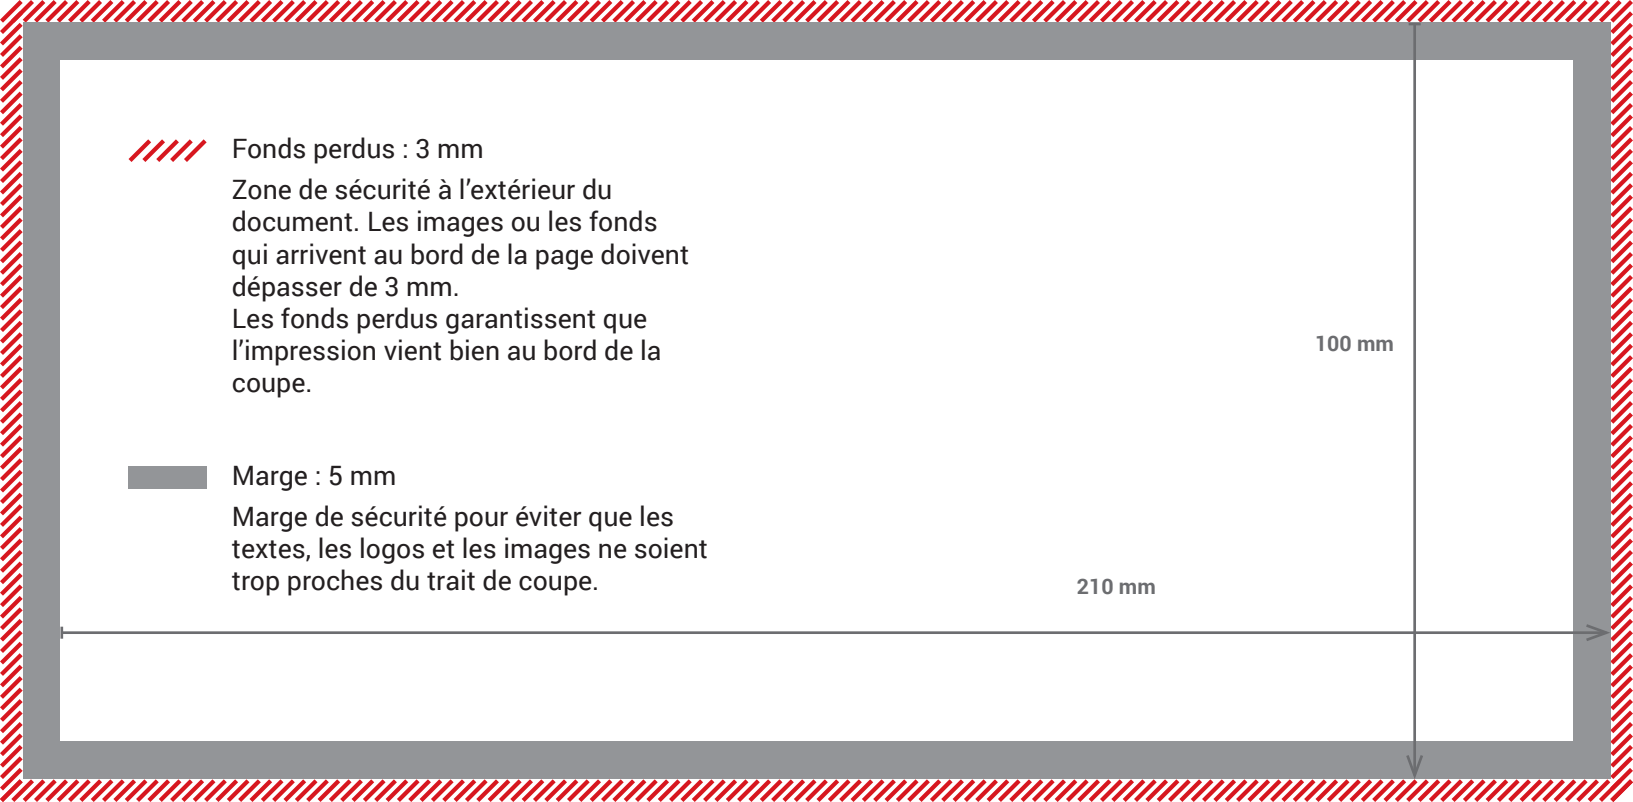 Fonds perdus : 3 mm
Zone de sécurité à l’extérieur du
document. Les images ou les fonds
qui arrivent au bord de la page doivent
dépasser de 3 mm.
Les fonds perdus garantissent que
l’impression vient bien au bord de la
coupe.
100 mm
Marge : 5 mm
Marge de sécurité pour éviter que les
textes, les logos et les images ne soient
trop proches du trait de coupe.
210 mm